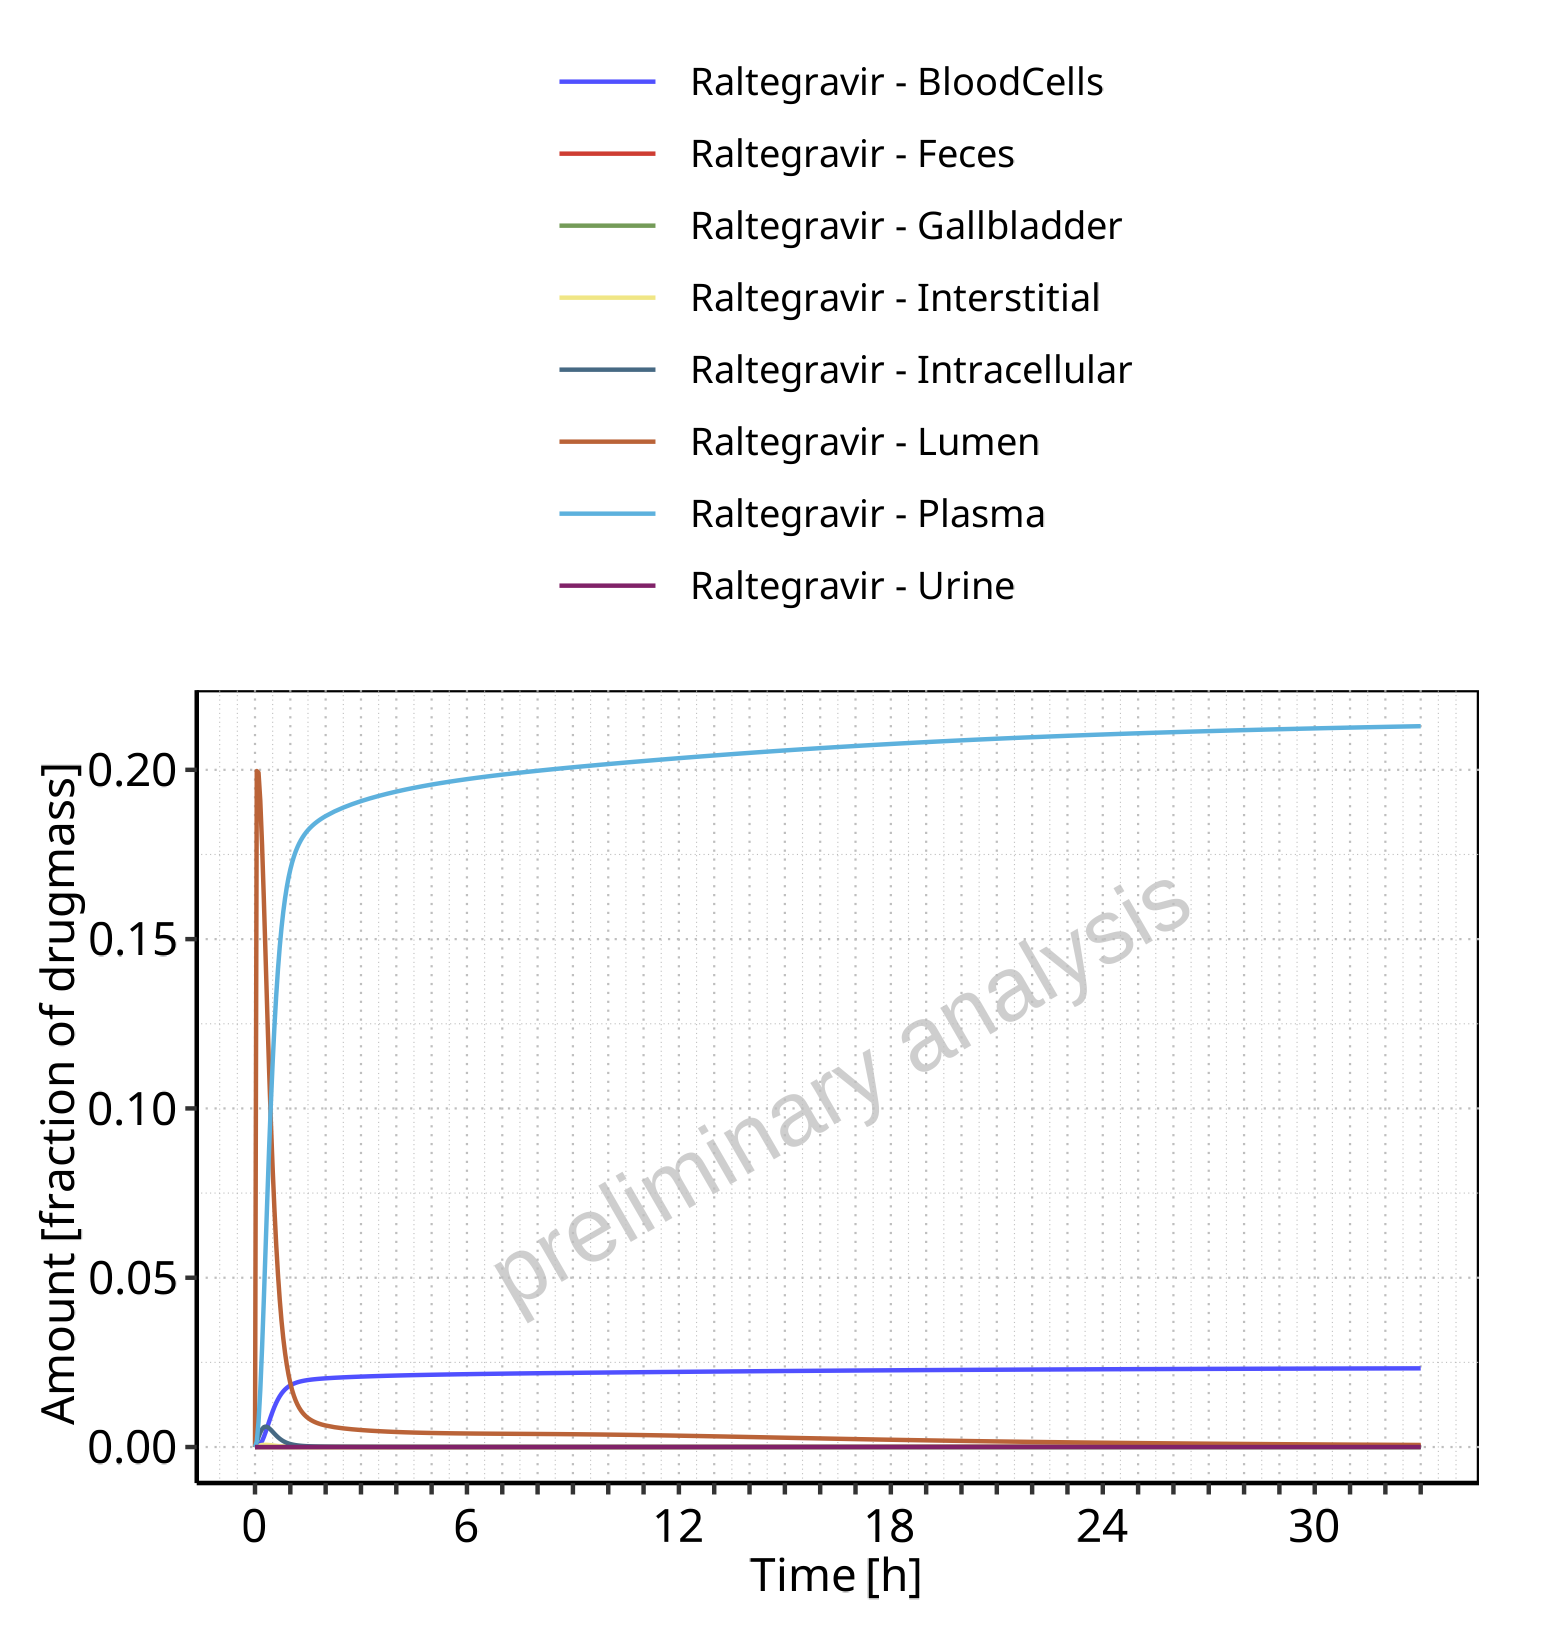 Raltegravir - BloodCells
Raltegravir - Feces
Raltegravir - Gallbladder
Raltegravir - Interstitial
Raltegravir - Intracellular
Raltegravir - Lumen
Raltegravir - Plasma
Raltegravir - Urine
Amount [fraction of drugmass]
0.20
0.15
0.10
0.05
0.00
preliminary analysis
0 6 12 18 24 30
Time [h]